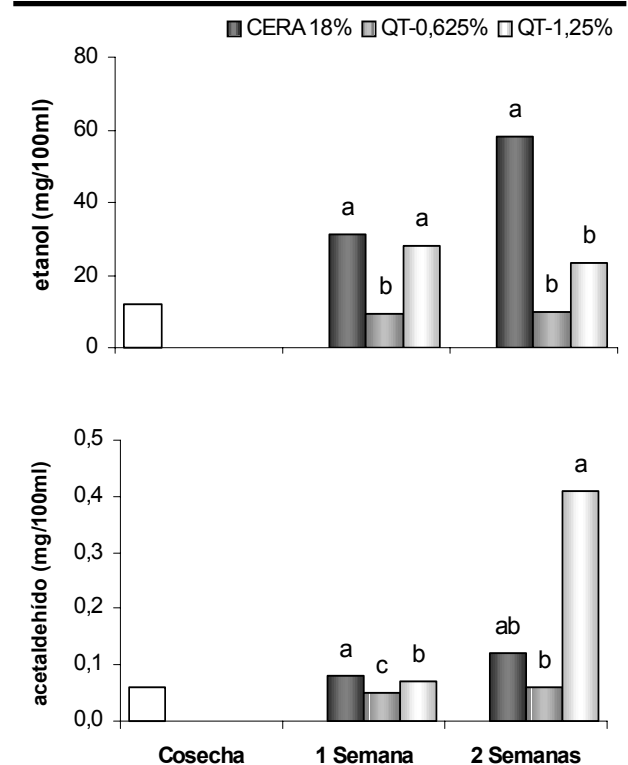 CERA 18% QT-0,625% QT-1,25%
80
60
40
20
0
etanol (mg/100ml)
a
b
a
a
b
b
0,5
0,4
0,3
0,2
0,1
0,0
acetaldehído (mg/100ml)
a
c
b
ab
b
a
Cosecha 1 Semana 2 Semanas